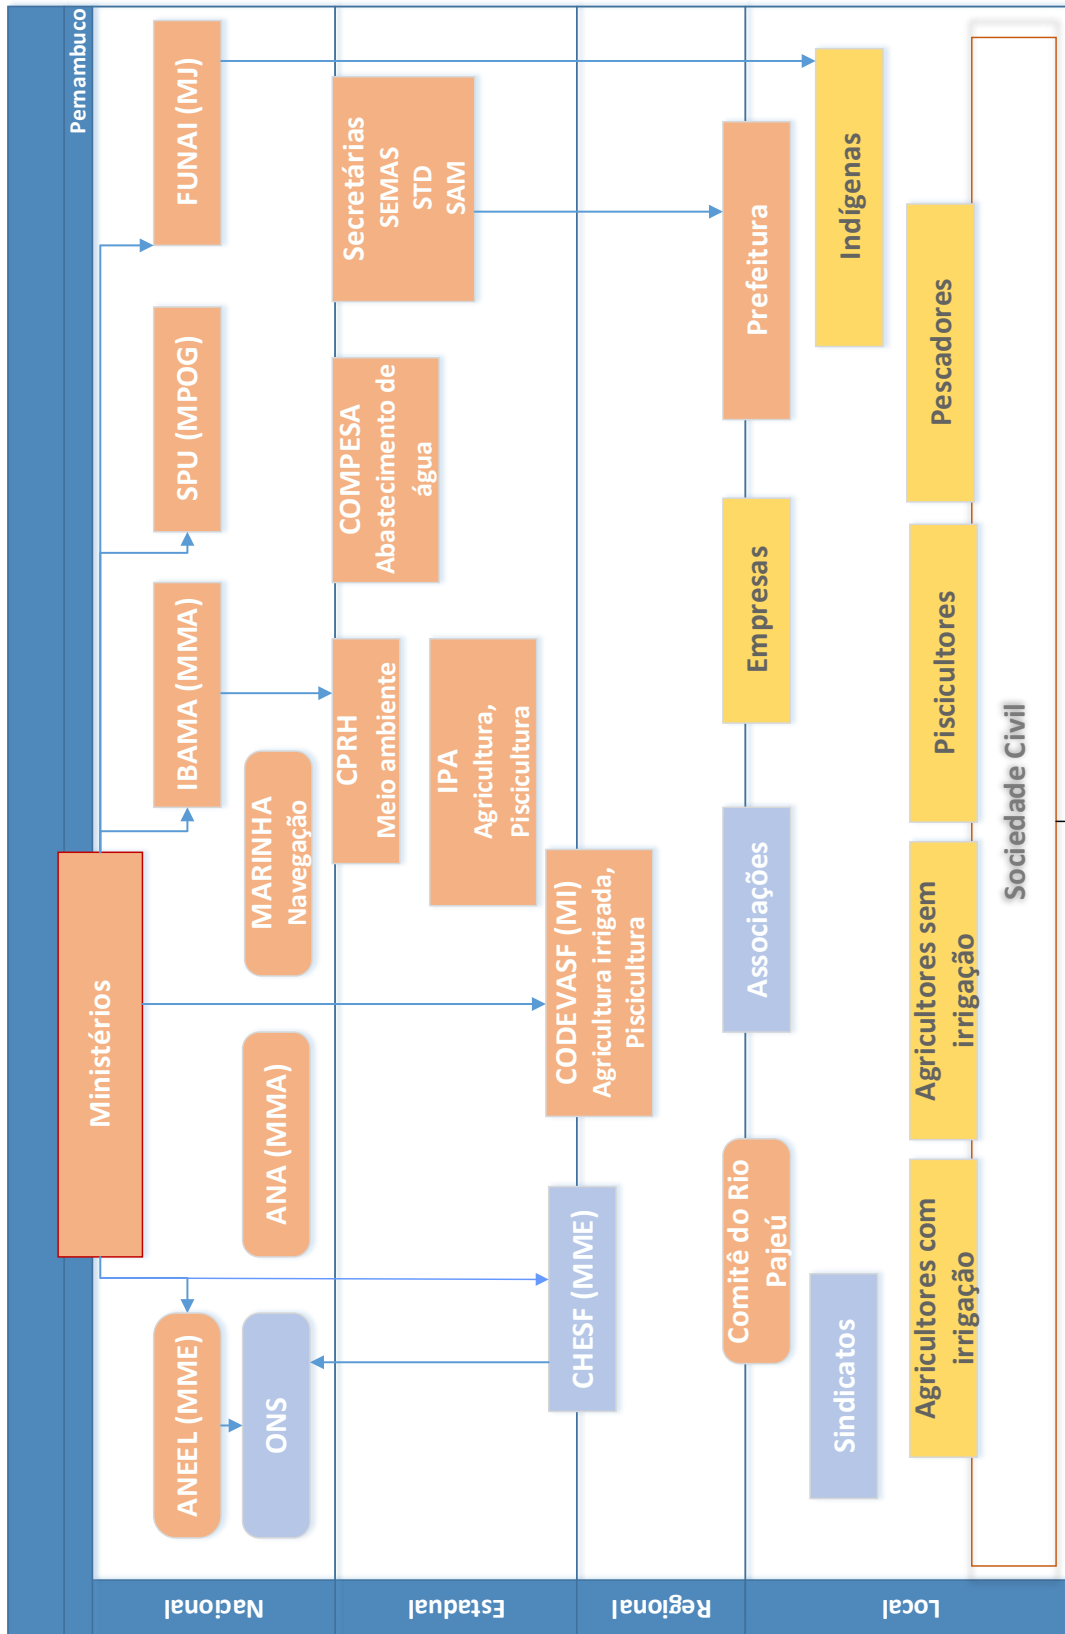 Pernambuco
Ministérios
Nacional
ANEEL (MME)
IBAMA (MMA)
SPU (MPOG)
FUNAI (MJ)
ONS
ANA (MMA)
MARINHA
Navegação
Estadual
CPRH
Meio ambiente
COMPESA
Abastecimento de
água
Secretárias
SEMAS
STD
SAM
IPA
Agricultura,
Piscicultura
Regional
CHESF (MME)
CODEVASF (MI)
Agricultura irrigada,
Piscicultura
Local
Comitê do Rio
Pajeú
Associações
Empresas
Prefeitura
Sindicatos
Indígenas
Agricultores com
irrigação
Agricultores sem
irrigação
Piscicultores
Pescadores
Sociedade Civil